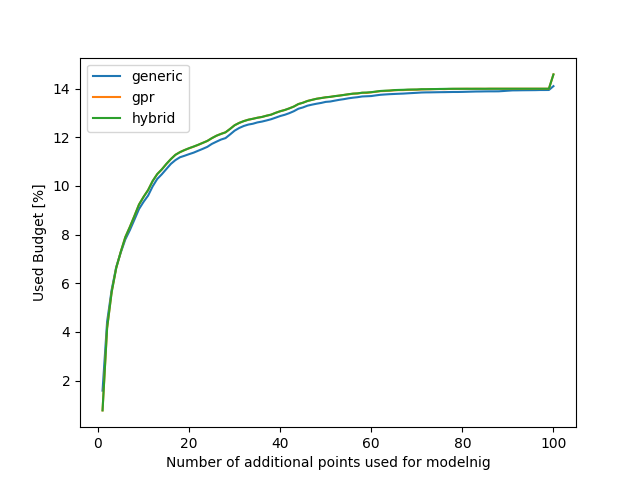 generic
gpr
hybrid
14
12
10
8
6
4
2
Used Budget [%]
0 20 40 60 80 100
Number of additional points used for modelnig